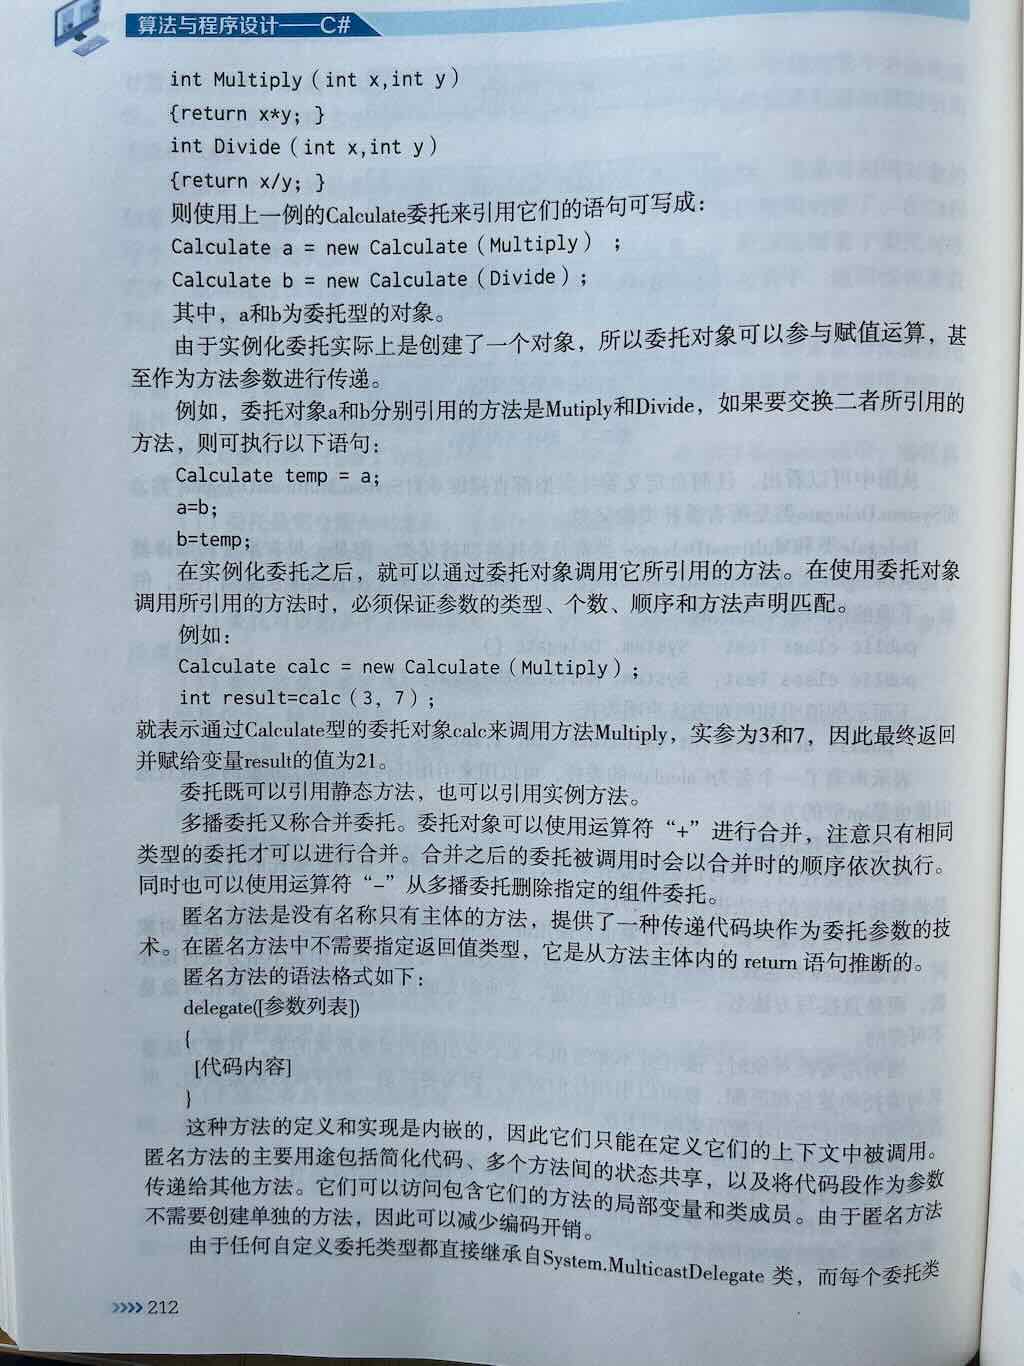 算法与程序设计——C#
int Multiply(int x,int y)
{return x*y; }
int Divide(int x,int y)
{return x/y; }
则使用上一例的Calculate委托来引用它们的语句可写成：
Calculate a = new Calculate(Multiply) ;
Calculate b = new Calculate(Divide);
其中，a和b为委托型的对象。
由于实例化委托实际上是创建了一个对象，所以委托对象可以参与赋值运算，甚
至作为方法参数进行传递。
例如，委托对象a和b分别引用的方法是Mutiply和Divide，如果要交换二者所引用的
方法，则可执行以下语句：
Calculate temp = a;
a=b;
b=temp;
在实例化委托之后，就可以通过委托对象调用它所引用的方法。在使用委托对象
调用所引用的方法时，必须保证参数的类型、个数、顺序和方法声明匹配。
例如：
Calculate calc = new Calculate(Multiply);
int result=calc(3, 7);
就表示通过Calculate型的委托对象calc来调用方法Multiply，实参为3和7，因此最终返回
并赋给变量result的值为21。
委托既可以引用静态方法，也可以引用实例方法。
多播委托又称合并委托。委托对象可以使用运算符“+”进行合并，注意只有相同
类型的委托才可以进行合并。合并之后的委托被调用时会以合并时的顺序依次执行。
同时也可以使用运算符“-”从多播委托删除指定的组件委托。
匿名方法是没有名称只有主体的方法，提供了一种传递代码块作为委托参数的技
术。在匿名方法中不需要指定返回值类型，它是从方法主体内的 return 语句推断的。
匿名方法的语法格式如下：
delegate([参数列表])
{
[代码内容]
}
这种方法的定义和实现是内嵌的，因此它们只能在定义它们的上下文中被调用。
匿名方法的主要用途包括简化代码、多个方法间的状态共享，以及将代码段作为参数
传递给其他方法。它们可以访问包含它们的方法的局部变量和类成员。由于匿名方法
不需要创建单独的方法，因此可以减少编码开销。
由于任何自定义委托类型都直接继承自System.MulticastDelegate 类，而每个委托类
»»» 212